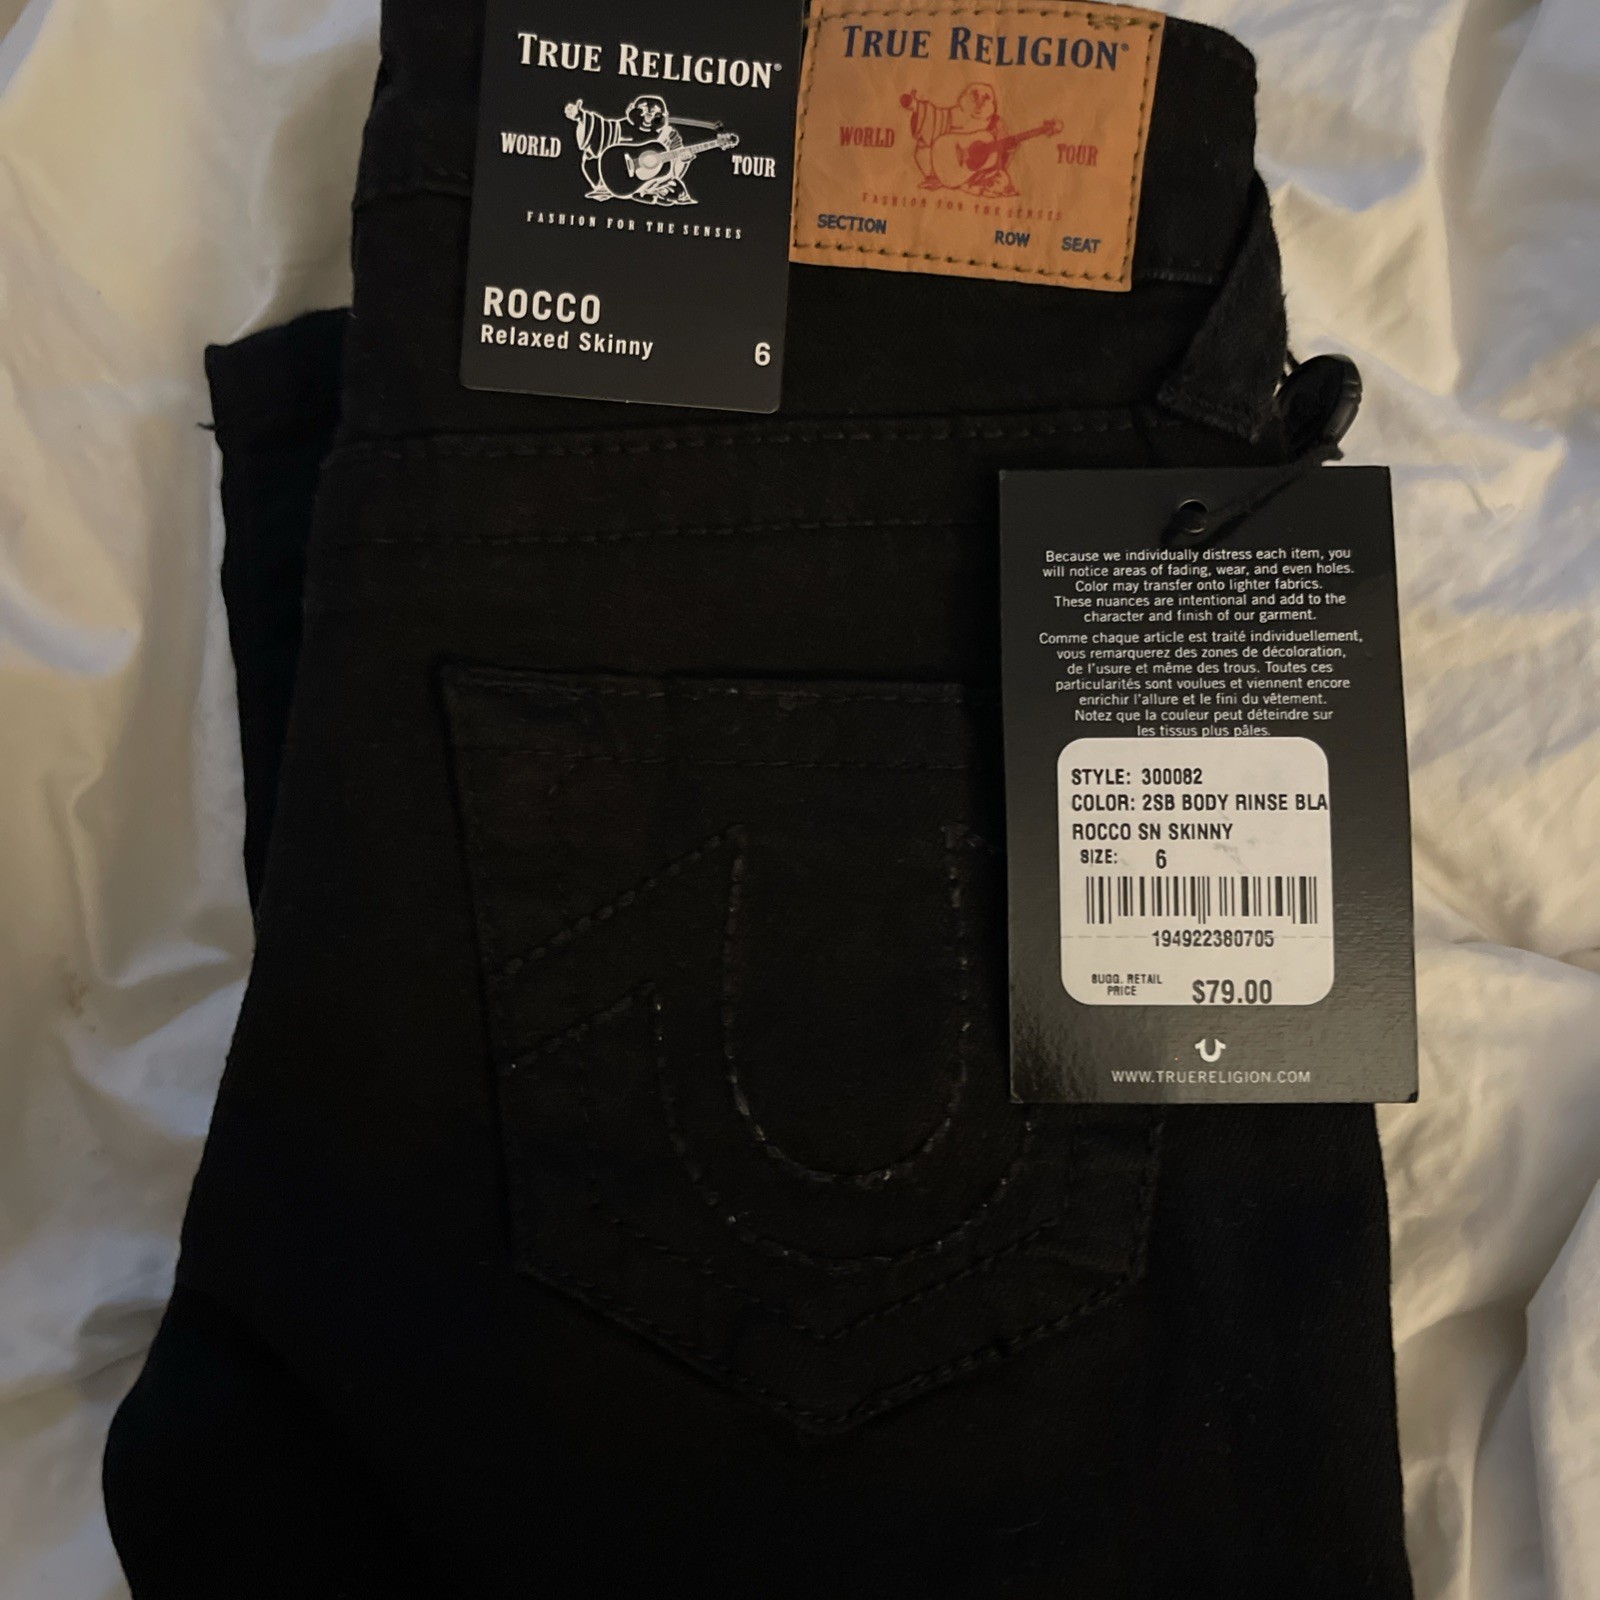 TRUE RELIGION®
WORLD TOUR
FASHION FOR THE SENSES
ROCCO
Relaxed Skinny 6
TRUE RELIGION®
WORLD TOUR
FASHION FOR THE SENSES
SECTION ROW SEAT
Because we individually distress each item, you
will notice areas of fading, wear, and even holes.
Color may transfer onto lighter fabrics.
These nuances are intentional and add to the
character and finish of our garment.
Comme chaque article est traité individuellement,
vous remarquerez des zones de décoloration,
de l'usure et même des trous. Toutes ces
particularités sont voulues et viennent encore
enrichir l'allure et le fini du vêtement.
Notez que la couleur peut déteindre sur
les tissus plus pâles.
STYLE: 300082
COLOR: 2SB BODY RINSE BLA
ROCCO SN SKINNY
SIZE: 6
194922380705
SUGG. RETAIL
PRICE $79.00
WWW.TRUERELIGION.COM